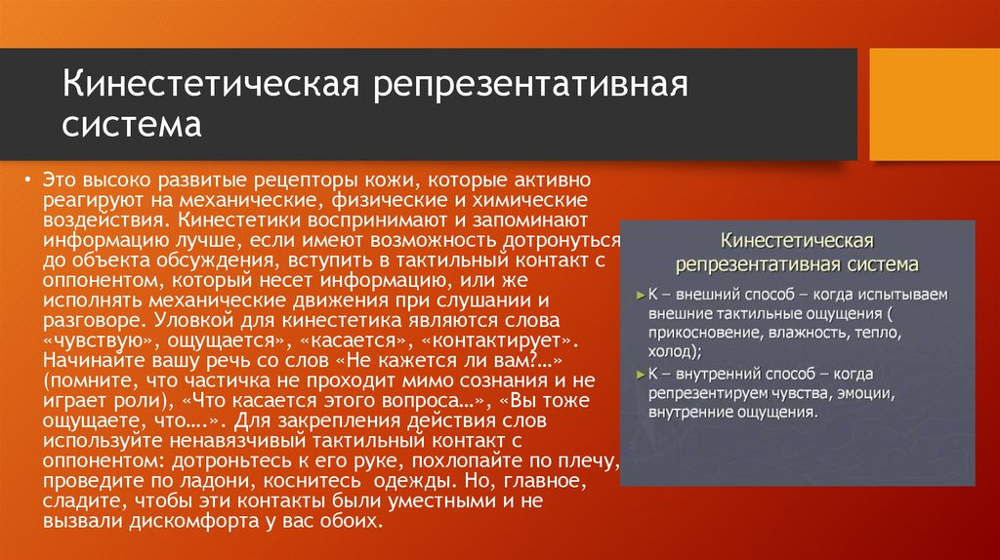 Кинестетическая репрезентативная
система
• Это высоко развитые рецепторы кожи, которые активно
реагируют на механические, физические и химические
воздействия. Кинестетики воспринимают и запоминают
информацию лучше, если имеют возможность дотронуться
до объекта обсуждения, вступить в тактильный контакт с
оппонентом, который несет информацию, или же
исполнять механические движения при слушании и
разговоре. Уловкой для кинестетика являются слова
«чувствую», ощущается», «касается», «контактирует».
Начинайте вашу речь со слов «Не кажется ли вам?…»
(помните, что частичка не проходит мимо сознания и не
играет роли), «Что касается этого вопроса…», «Вы тоже
ощущаете, что….». Для закрепления действия слов
используйте ненавязчивый тактильный контакт с
оппонентом: дотроньтесь к его руке, похлопайте по плечу,
проведите по ладони, коснитесь  одежды. Но, главное,
сладите, чтобы эти контакты были уместными и не
вызвали дискомфорта у вас обоих.
Кинестетическая
репрезентативная система
► К – внешний способ – когда испытываем
внешние тактильные ощущения (
прикосновение, влажность, тепло,
холод);
► К – внутренний способ – когда
репрезентируем чувства, эмоции,
внутренние ощущения.